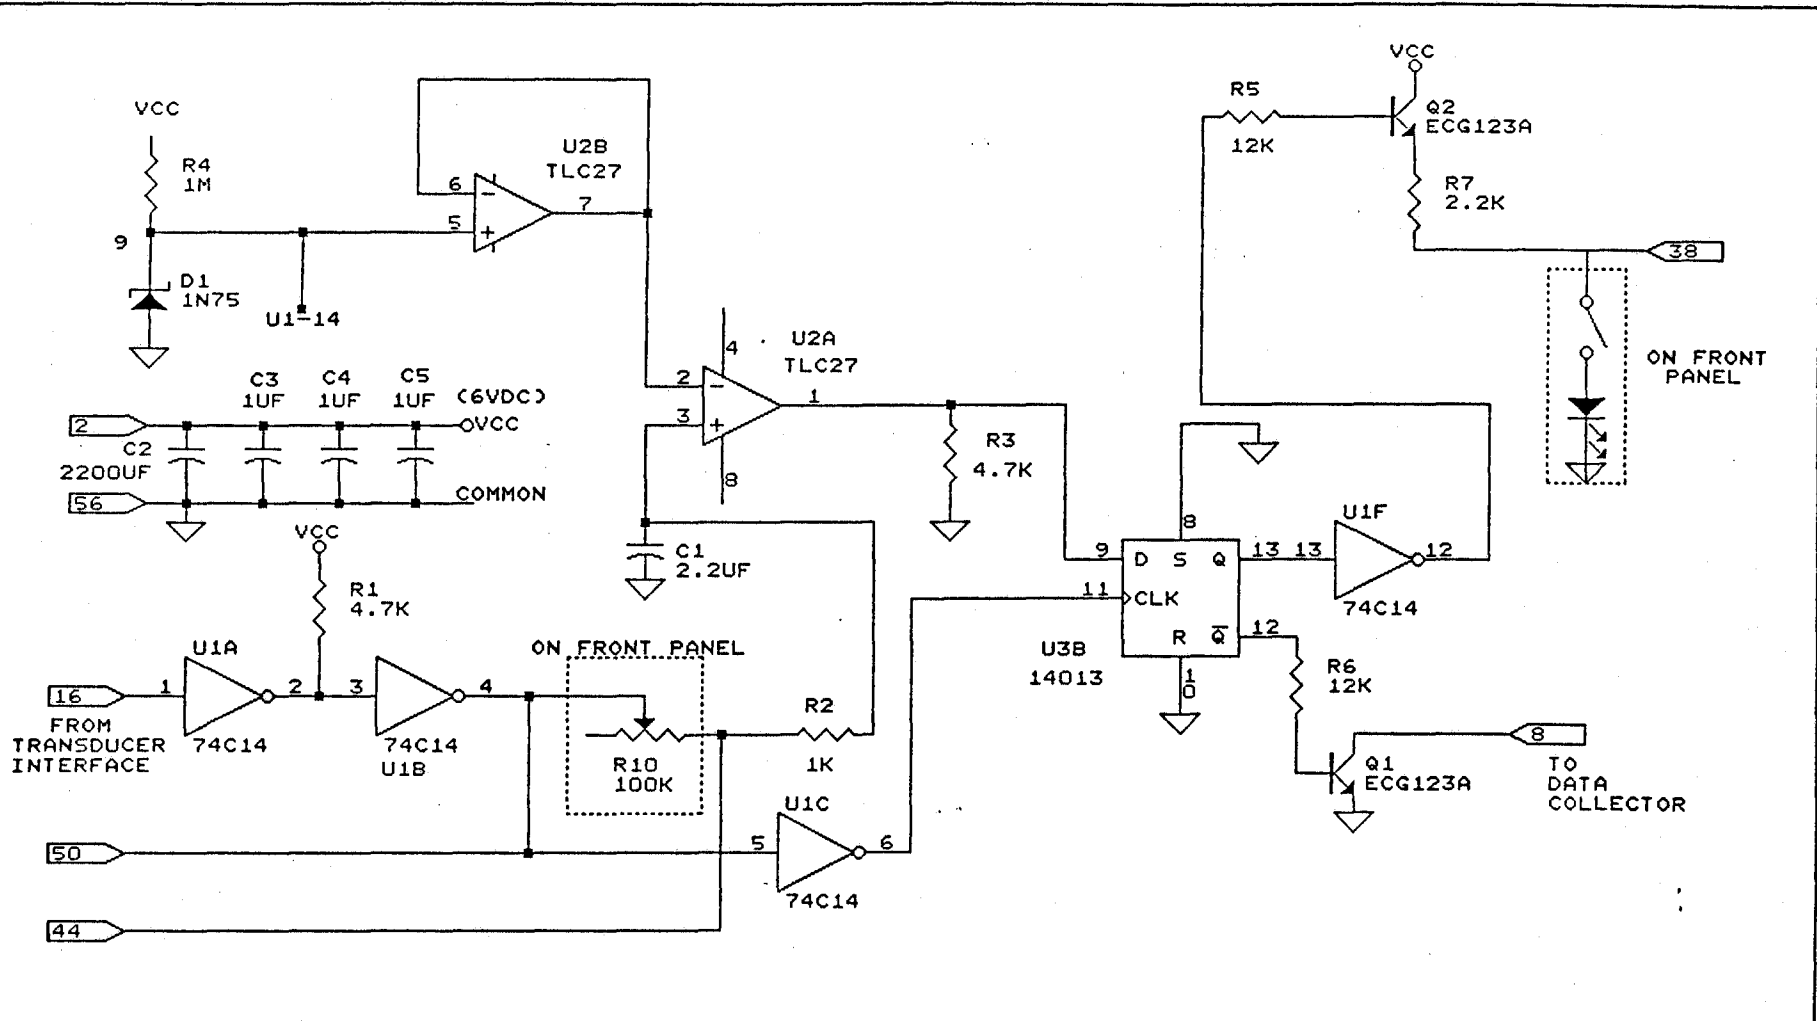 VCC
R4
1M
9
D1
1N75
U1-14
6
-
5
+
U2B
TLC27
7
VCC
Q2
ECG123A
R5
12K
R7
2.2K
38
ON FRONT
PANEL
U2A
TLC27
4
2
-
3
+
1
8
C3
1UF
C4
1UF
C5
1UF
(6VDC)
2
VCC
C2
2200UF
56
COMMON
R3
4.7K
C1
2.2UF
VCC
R1
4.7K
16
FROM
TRANSDUCER
INTERFACE
1
U1A
2
74C14
3
4
74C14
U1B
ON FRONT PANEL
R10
100K
R2
1K
50
5
U1C
6
74C14
44
9
D
S
Q
8
11
CLK
R
Q̅
10
U3B
14013
13
13
U1F
12
74C14
12
R6
12K
Q1
ECG123A
8
TO
DATA
COLLECTOR